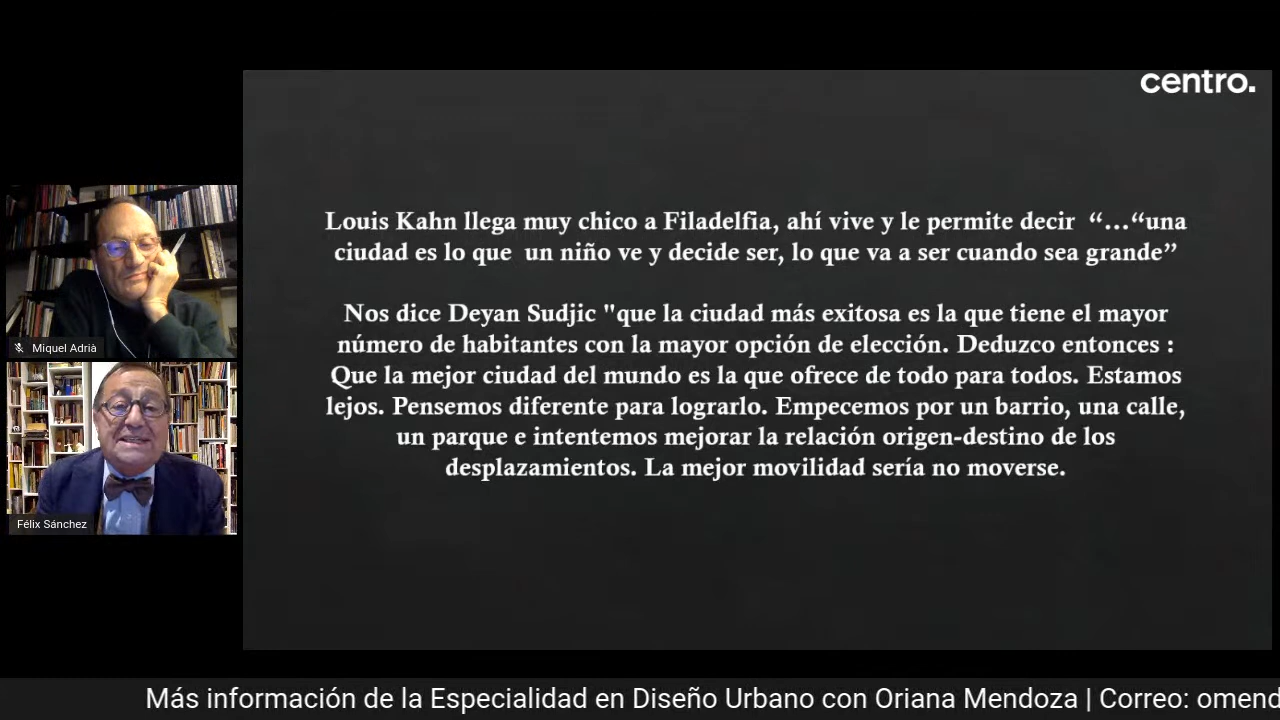 centro.
Louis Kahn llega muy chico a Filadelfia, ahí vive y le permite decir  “…“una
ciudad es lo que  un niño ve y decide ser, lo que va a ser cuando sea grande”
Nos dice Deyan Sudjic "que la ciudad más exitosa es la que tiene el mayor
número de habitantes con la mayor opción de elección. Deduzco entonces :
Que la mejor ciudad del mundo es la que ofrece de todo para todos. Estamos
lejos. Pensemos diferente para lograrlo. Empecemos por un barrio, una calle,
un parque e intentemos mejorar la relación origen-destino de los
desplazamientos. La mejor movilidad sería no moverse.
Miquel Adrià
Félix Sánchez
Más información de la Especialidad en Diseño Urbano con Oriana Mendoza | Correo: omend